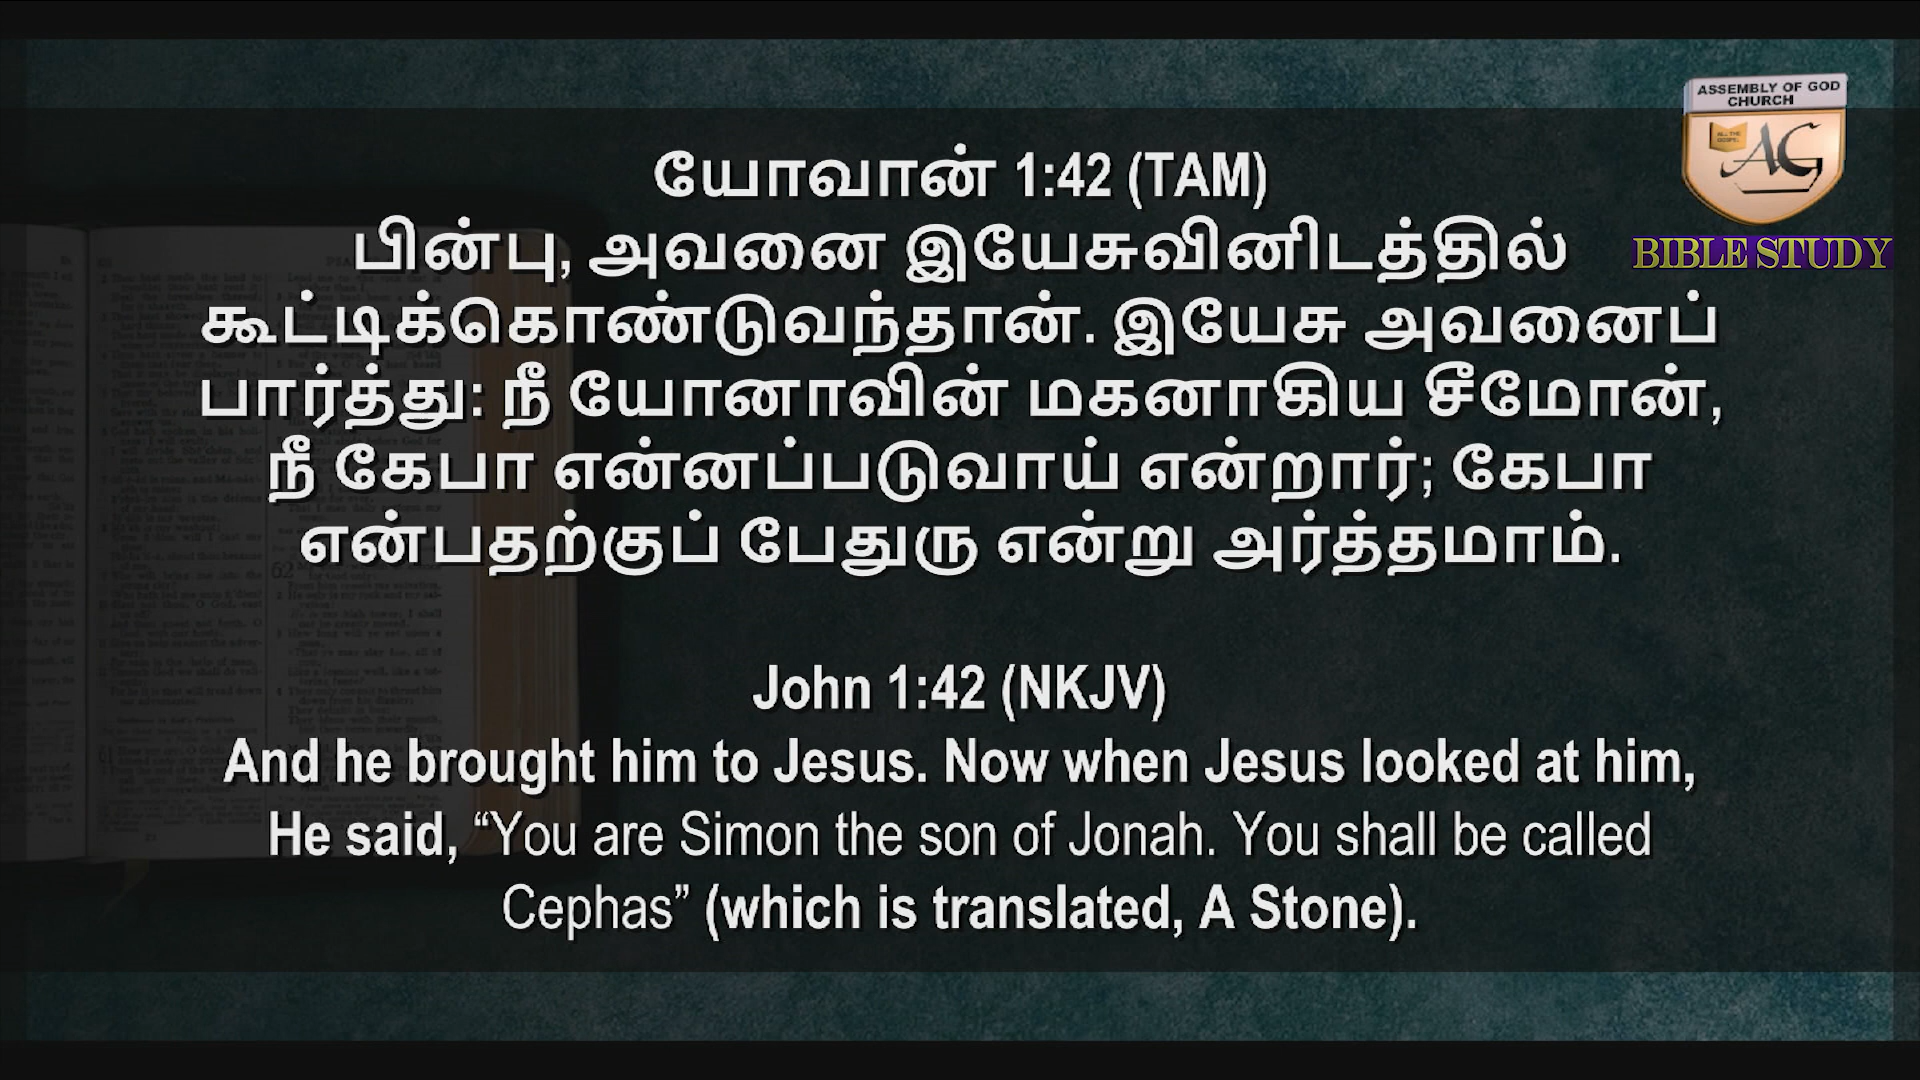 ASSEMBLY OF GOD
CHURCH
ALL THE
GOSPEL
AG
BIBLE STUDY
யோவான் 1:42 (TAM)
பின்பு, அவனை இயேசுவினிடத்தில்
கூட்டிக்கொண்டுவந்தான். இயேசு அவனைப்
பார்த்து: நீ யோனாவின் மகனாகிய சீமோன்,
நீ கேபா என்னப்படுவாய் என்றார்; கேபா
என்பதற்குப் பேதுரு என்று அர்த்தமாம்.
John 1:42 (NKJV)
And he brought him to Jesus. Now when Jesus looked at him,
He said, “You are Simon the son of Jonah. You shall be called
Cephas” (which is translated, A Stone).